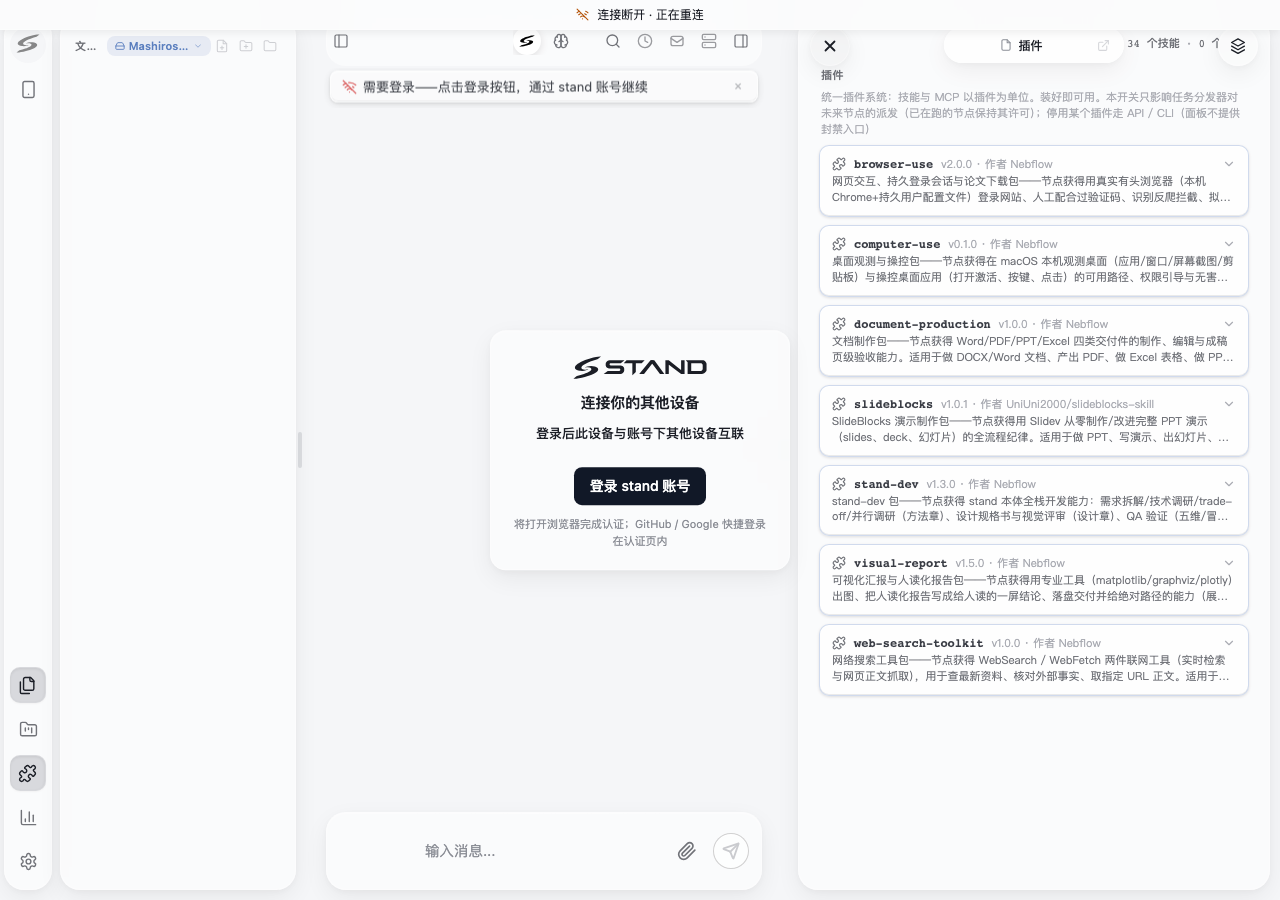 连接断开 · 正在重连
文...
Mashiros...
需要登录——点击登录按钮，通过 stand 账号继续
×
STAND
连接你的其他设备
登录后此设备与账号下其他设备互联
登录 stand 账号
将打开浏览器完成认证；GitHub / Google 快捷登录
在认证页内
输入消息...
插件
34 个技能 · 0 个
插件
统一插件系统：技能与 MCP 以插件为单位。装好即可用。本开关只影响任务分发器对
未来节点的派发（已在跑的节点保持其许可）；停用某个插件走 API / CLI（面板不提供
封禁入口）
browser-use v2.0.0 · 作者 Nebflow
网页交互、持久登录会话与论文下载包——节点获得用真实有头浏览器（本机
Chrome+持久用户配置文件）登录网站、人工配合过验证码、识别反爬拦截、拟...
computer-use v0.1.0 · 作者 Nebflow
桌面观测与操控包——节点获得在 macOS 本机观测桌面（应用/窗口/屏幕截图/剪
贴板）与操控桌面应用（打开激活、按键、点击）的可用路径、权限引导与无害...
document-production v1.0.0 · 作者 Nebflow
文档制作包——节点获得 Word/PDF/PPT/Excel 四类交付件的制作、编辑与成稿
页级验收能力。适用于做 DOCX/Word 文档、产出 PDF、做 Excel 表格、做 PP...
slideblocks v1.0.1 · 作者 UniUni2000/slideblocks-skill
SlideBlocks 演示制作包——节点获得用 Slidev 从零制作/改进完整 PPT 演示
（slides、deck、幻灯片）的全流程纪律。适用于做 PPT、写演示、出幻灯片、...
stand-dev v1.3.0 · 作者 Nebflow
stand-dev 包——节点获得 stand 本体全栈开发能力：需求拆解/技术调研/trade-
off/并行调研（方法章）、设计规格书与视觉评审（设计章）、QA 验证（五维/冒...
visual-report v1.5.0 · 作者 Nebflow
可视化汇报与人读化报告包——节点获得用专业工具（matplotlib/graphviz/plotly）
出图、把人读化报告写成给人读的一屏结论、落盘交付并给绝对路径的能力（展...
web-search-toolkit v1.0.0 · 作者 Nebflow
网络搜索工具包——节点获得 WebSearch / WebFetch 两件联网工具（实时检索
与网页正文抓取），用于查最新资料、核对外部事实、取指定 URL 正文。适用于...